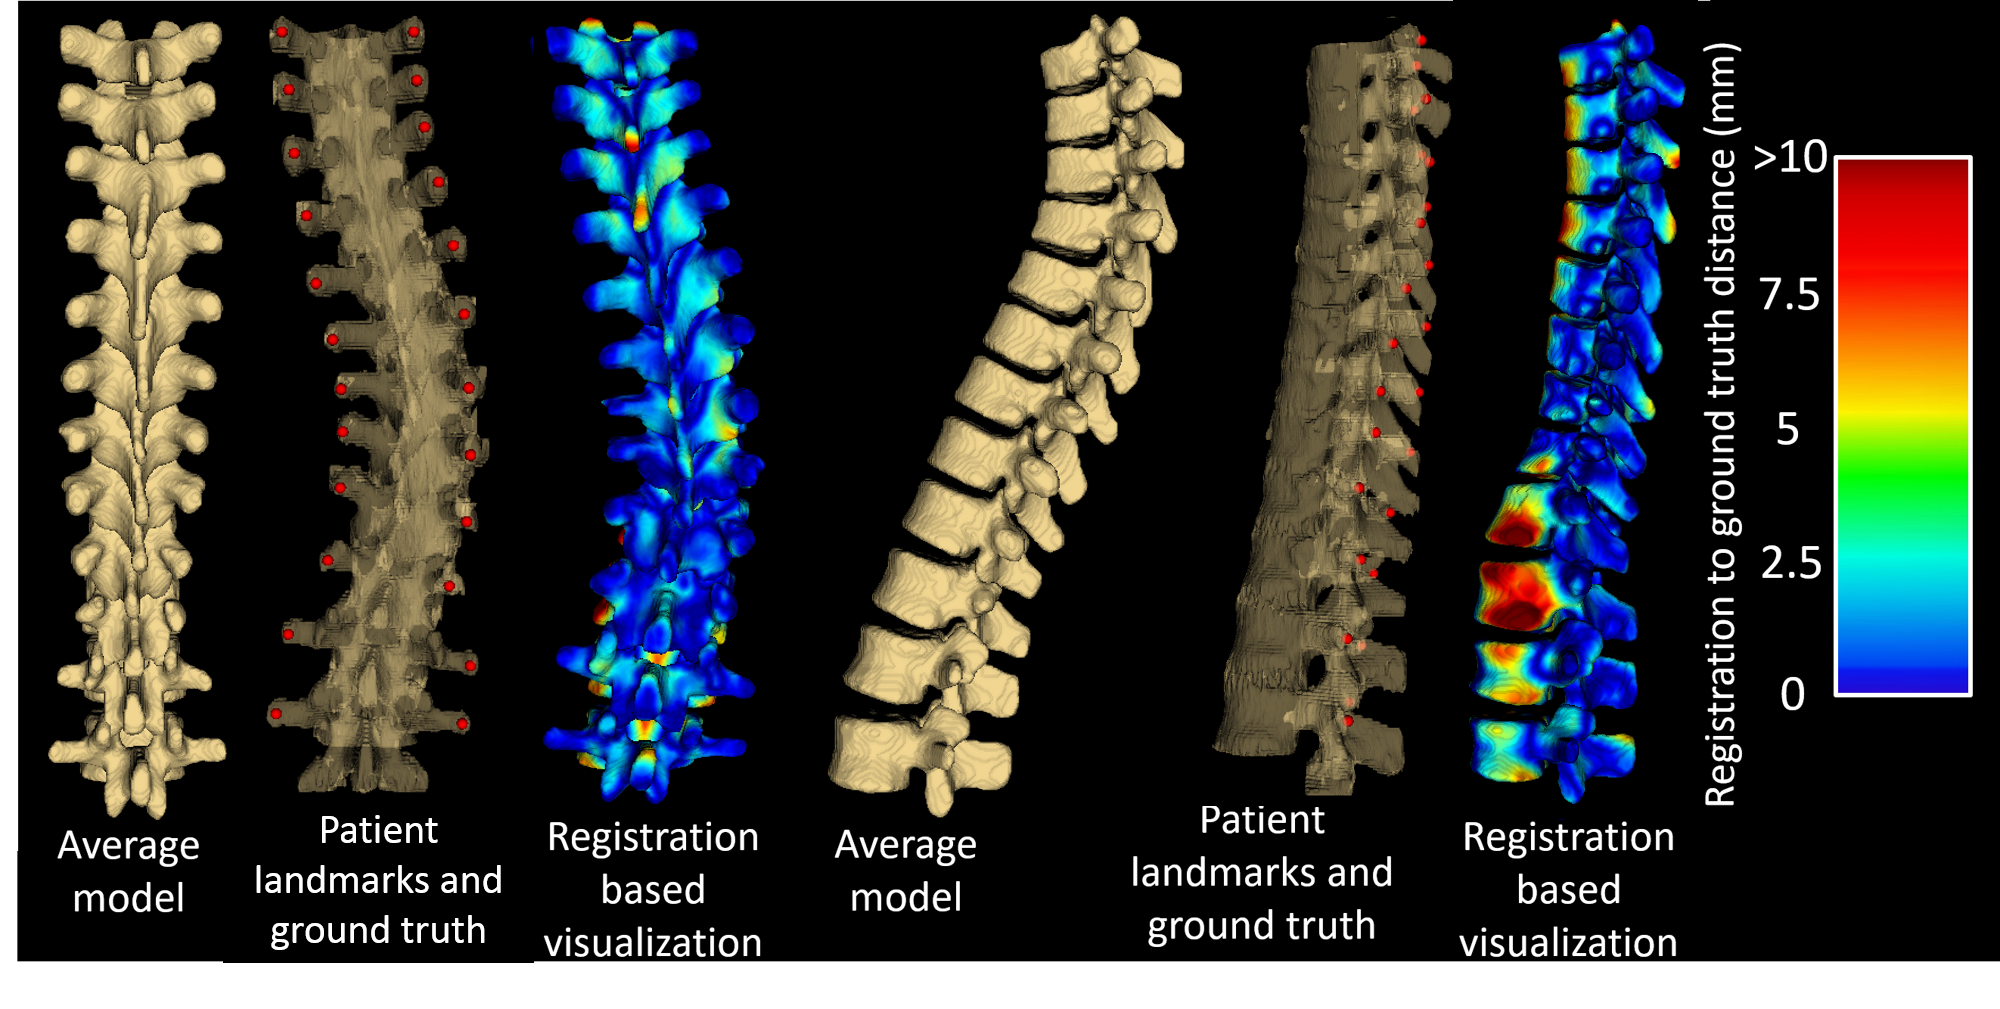 Average
model
Patient
landmarks and
ground truth
Registration
based
visualization
Average
model
Patient
landmarks and
ground truth
Registration
based
visualization
Registration to ground truth distance (mm)
>10
7.5
5
2.5
0